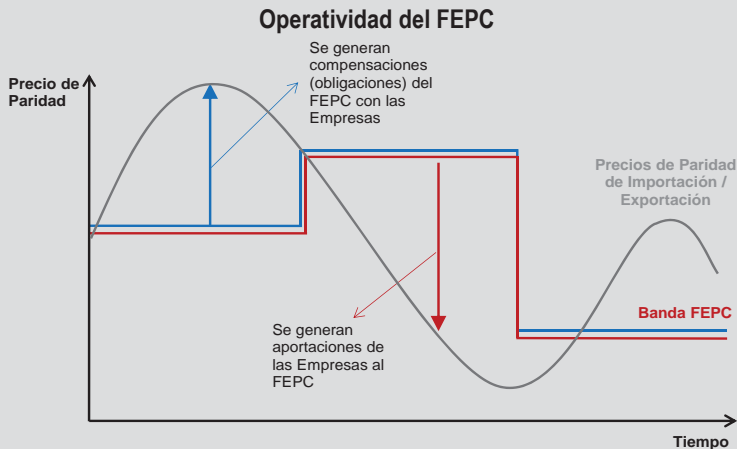 Operatividad del FEPC
Se generan
compensaciones
(obligaciones) del
FEPC con las
Empresas
Precio de
Paridad
Precios de Paridad
de Importación /
Exportación
Banda FEPC
Se generan
aportaciones de
las Empresas al
FEPC
Tiempo